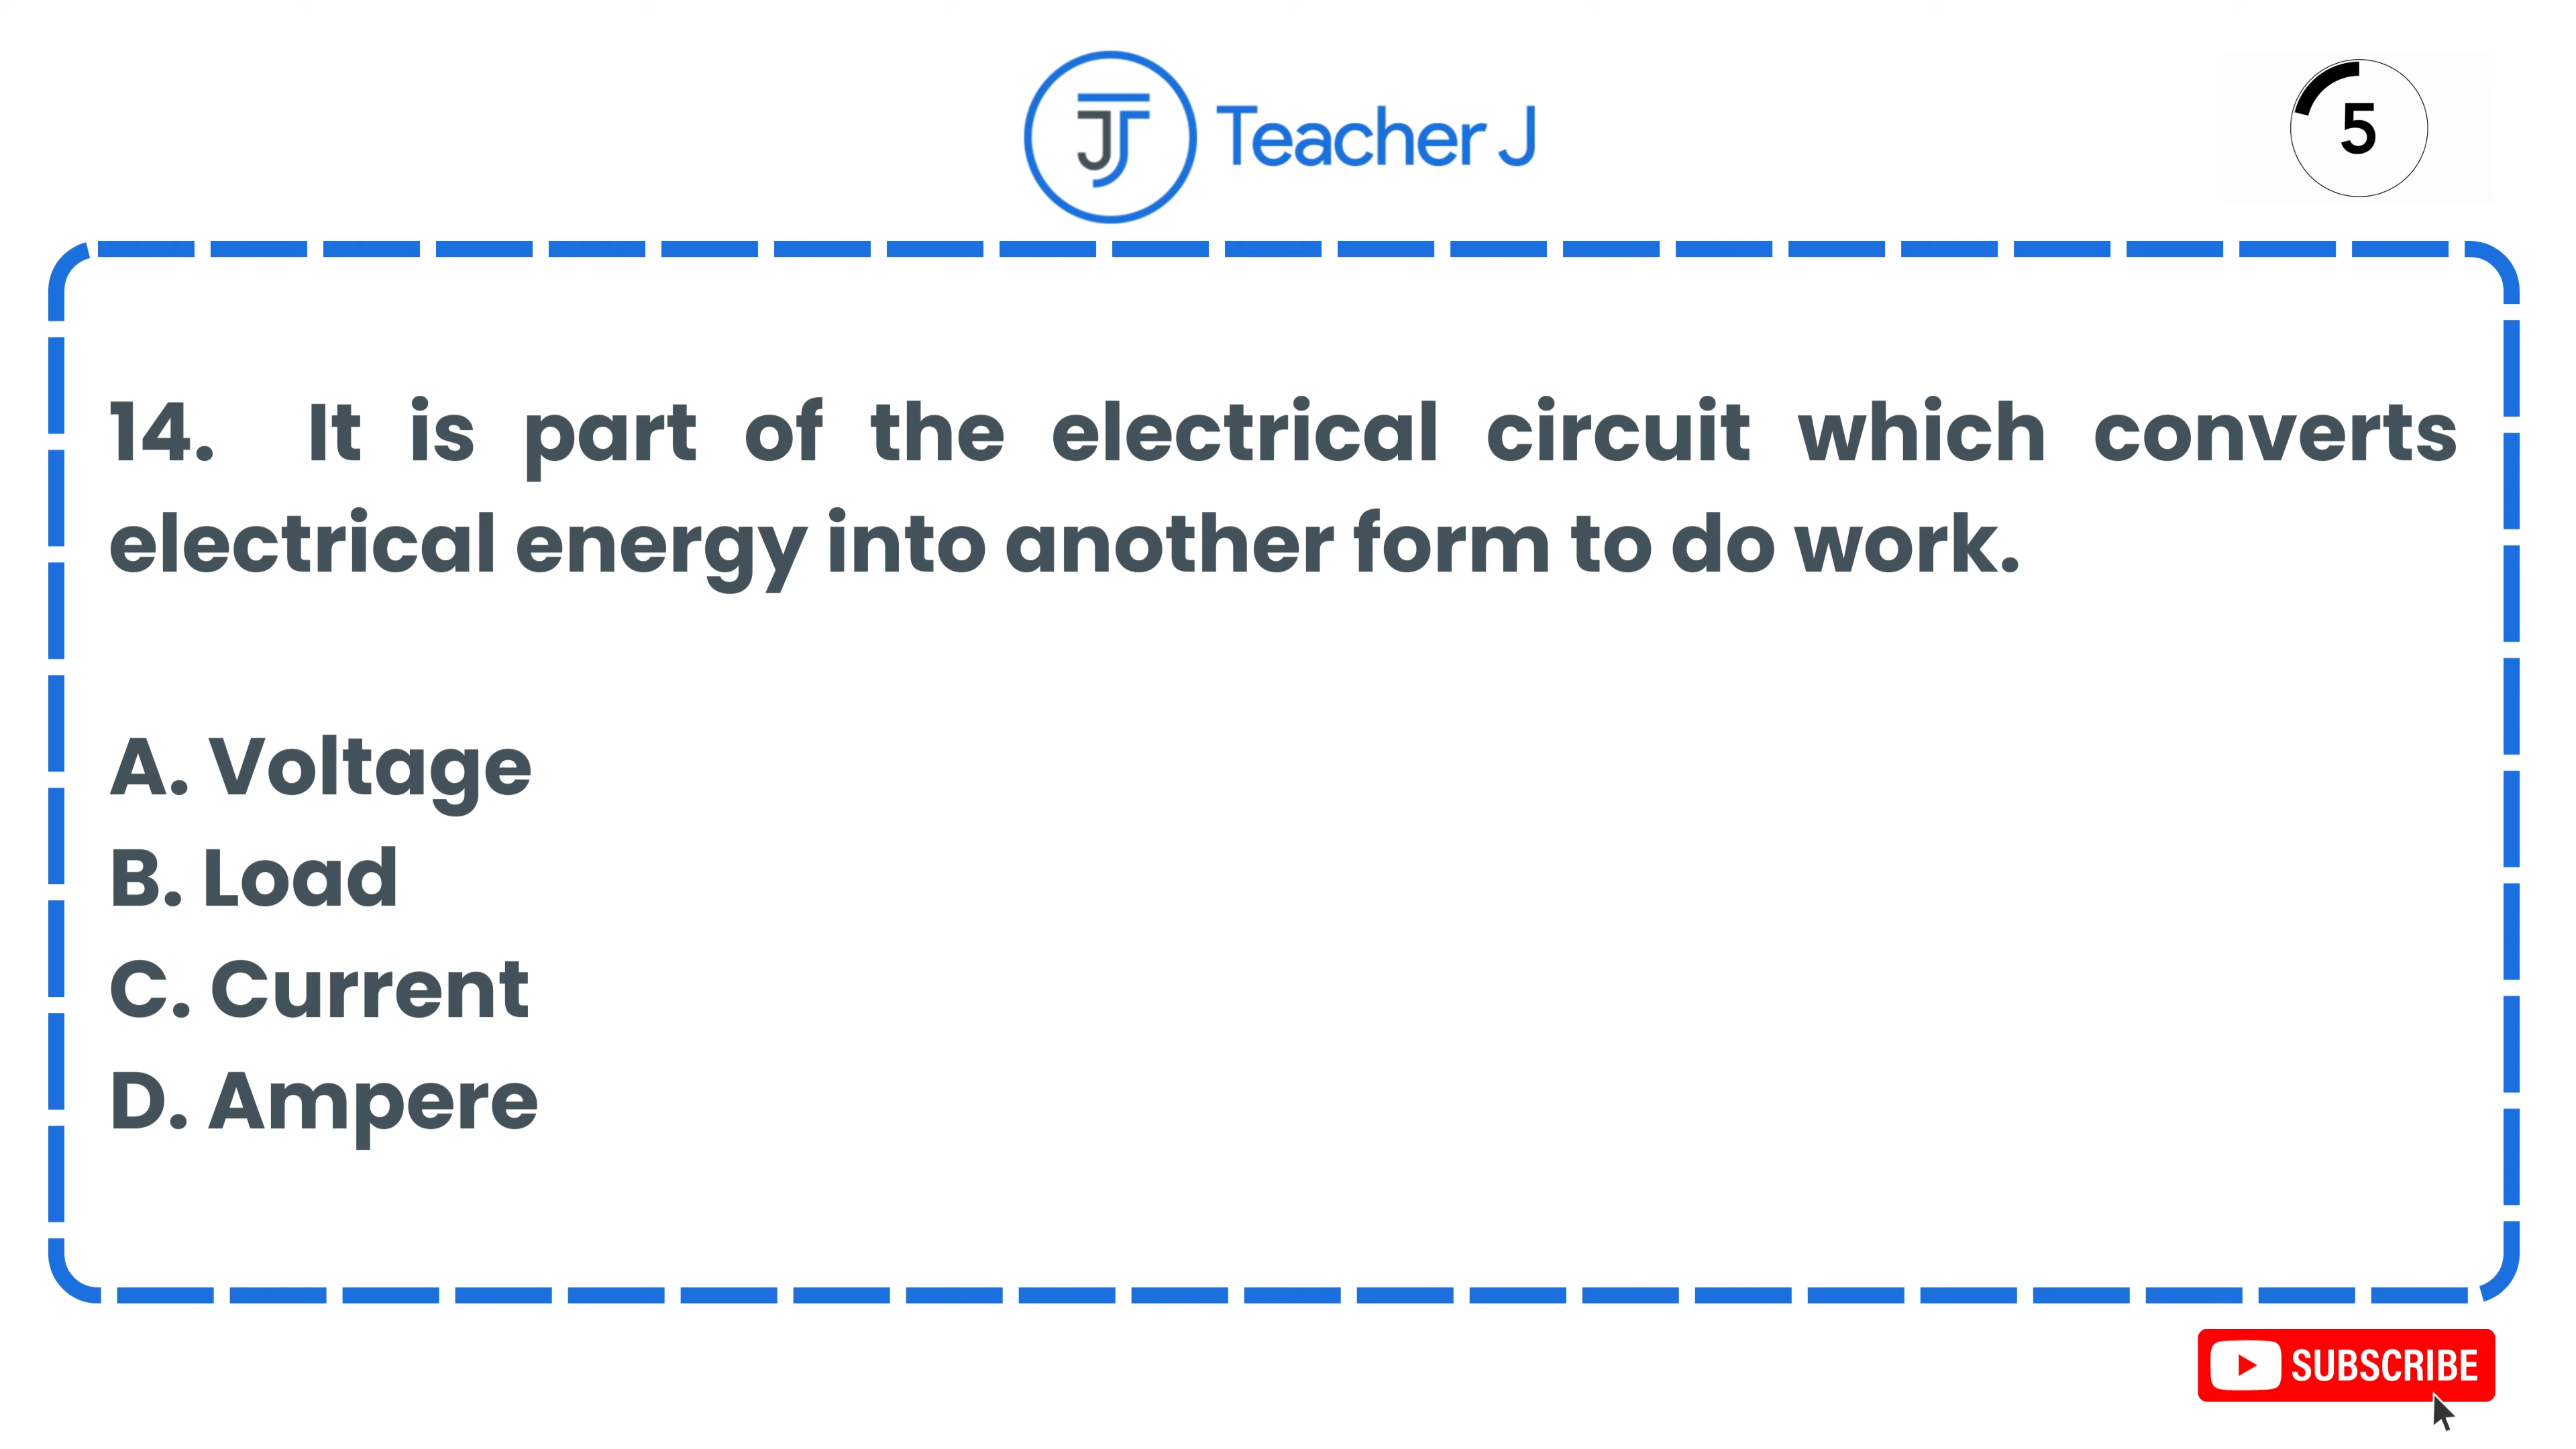 Teacher J
5
14. It is part of the electrical circuit which converts
electrical energy into another form to do work.
A. Voltage
B. Load
C. Current
D. Ampere
SUBSCRIBE